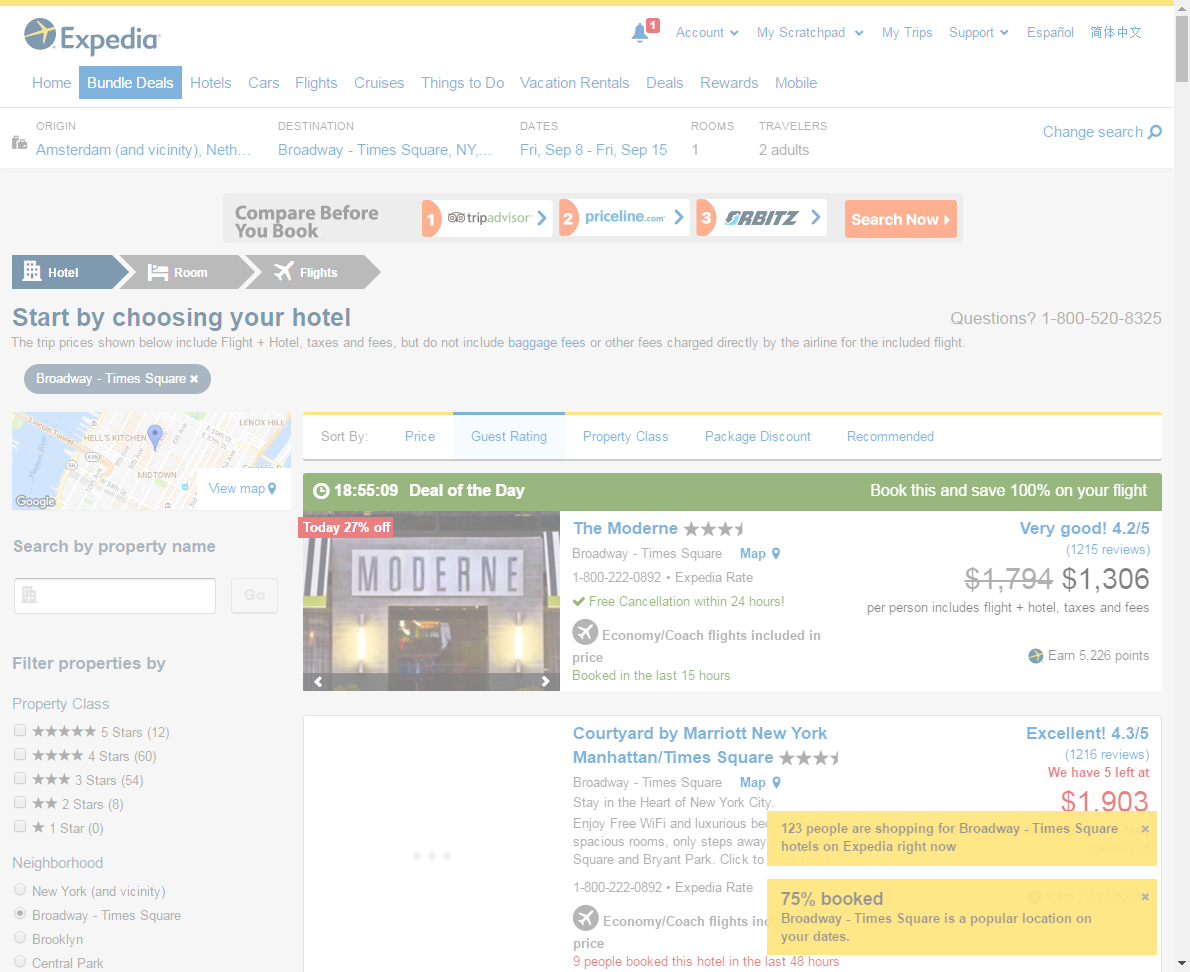 Expedia
1
Account
My Scratchpad
My Trips
Support
Español
简体中文
Home
Bundle Deals
Hotels
Cars
Flights
Cruises
Things to Do
Vacation Rentals
Deals
Rewards
Mobile
ORIGIN
DESTINATION
DATES
ROOMS
TRAVELERS
Amsterdam (and vicinity), Neth…
Broadway - Times Square, NY,…
Fri, Sep 8 - Fri, Sep 15
1
2 adults
Change search
Compare Before
You Book
1 tripadvisor
2 priceline.com
3 ORBITZ
Search Now
Hotel
Room
Flights
Start by choosing your hotel
Questions? 1-800-520-8325
The trip prices shown below include Flight + Hotel, taxes and fees, but do not include baggage fees or other fees charged directly by the airline for the included flight.
Broadway - Times Square ×
Lincoln Tunnel
HELL'S KITCHEN
LENOX HILL
E 59th St
E 57th St
9A
495
MIDTOWN
Google
View map
Search by property name
Go
Filter properties by
Property Class
5 Stars (12)
4 Stars (60)
3 Stars (54)
2 Stars (8)
1 Star (0)
Neighborhood
New York (and vicinity)
Broadway - Times Square
Brooklyn
Central Park
Sort By:
Price
Guest Rating
Property Class
Package Discount
Recommended
18:55:09 Deal of the Day
Book this and save 100% on your flight
Today 27% off
MODERNE
The Moderne
Broadway - Times Square Map
1-800-222-0892 • Expedia Rate
Free Cancellation within 24 hours!
Economy/Coach flights included in
price
Booked in the last 15 hours
Very good! 4.2/5
(1215 reviews)
$1,794 $1,306
per person includes flight + hotel, taxes and fees
Earn 5,226 points
Courtyard by Marriott New York
Manhattan/Times Square
Broadway - Times Square Map
Stay in the Heart of New York City.
Enjoy Free WiFi and luxurious
spacious rooms, only steps away
Square and Bryant Park. Click to
1-800-222-0892 • Expedia Rate
Economy/Coach flights
price
9 people booked this hotel in the last 48 hours
Excellent! 4.3/5
(1216 reviews)
We have 5 left at
$1,903
123 people are shopping for Broadway - Times Square
hotels on Expedia right now
×
75% booked
Broadway - Times Square is a popular location on
your dates.
×